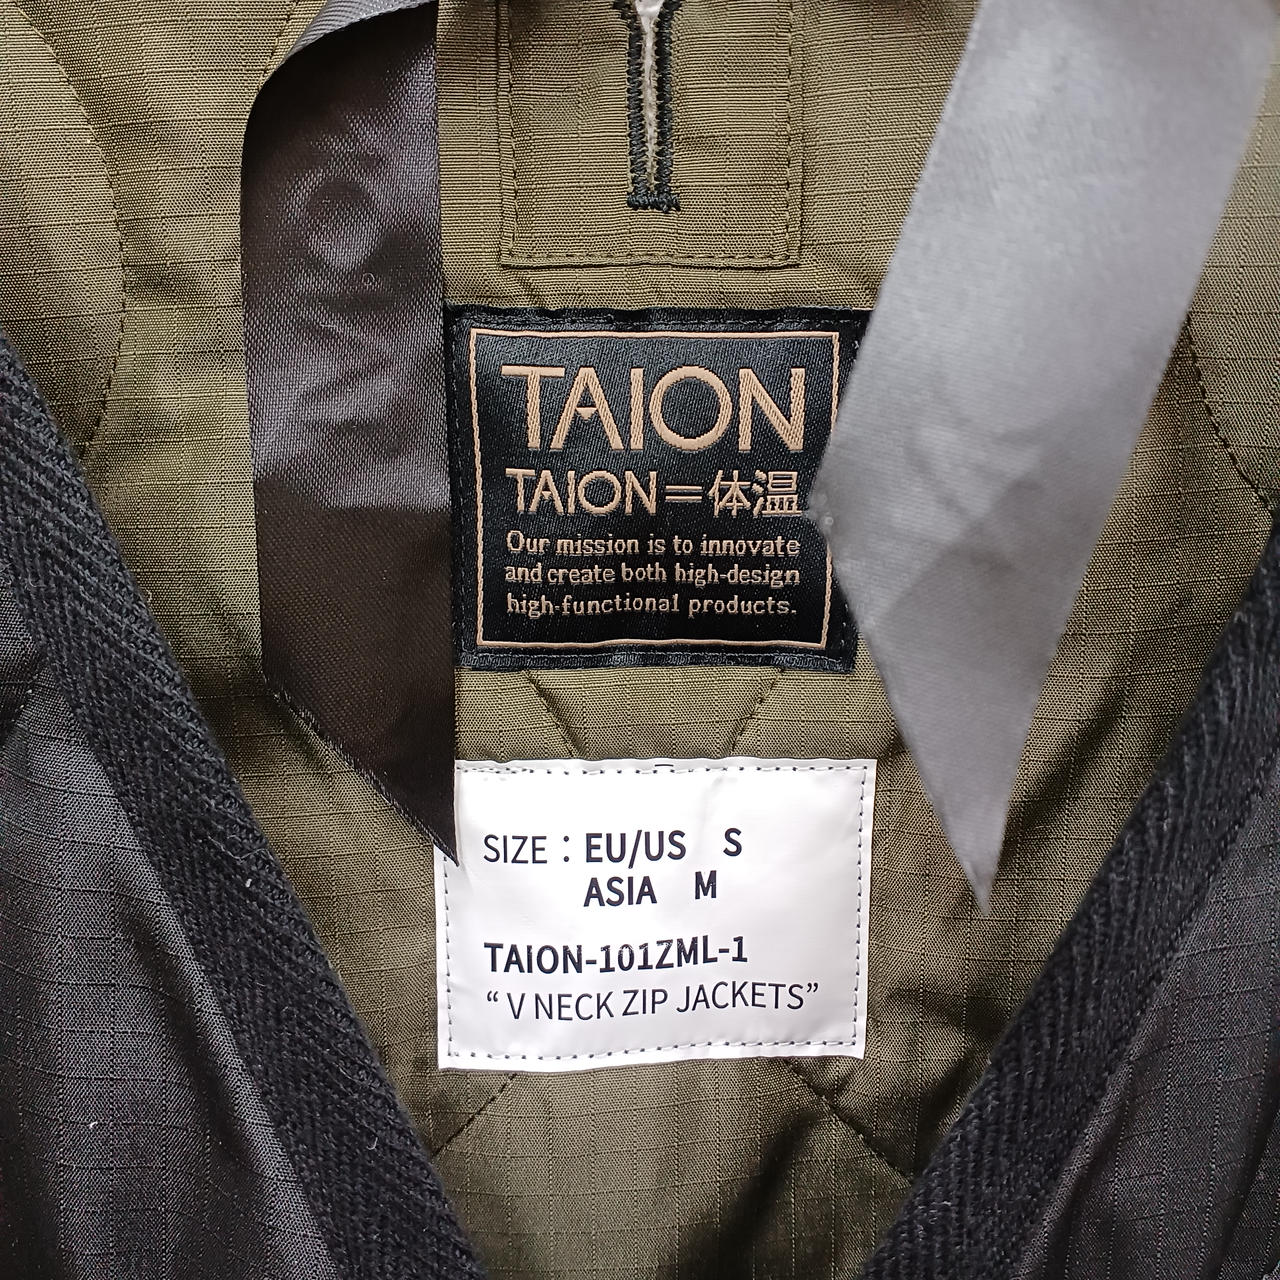 TAION
TAION=体温
Our mission is to innovate
and create both high-design
high-functional products.
SIZE : EU/US S
ASIA M
TAION-101ZML-1
“ V NECK ZIP JACKETS”